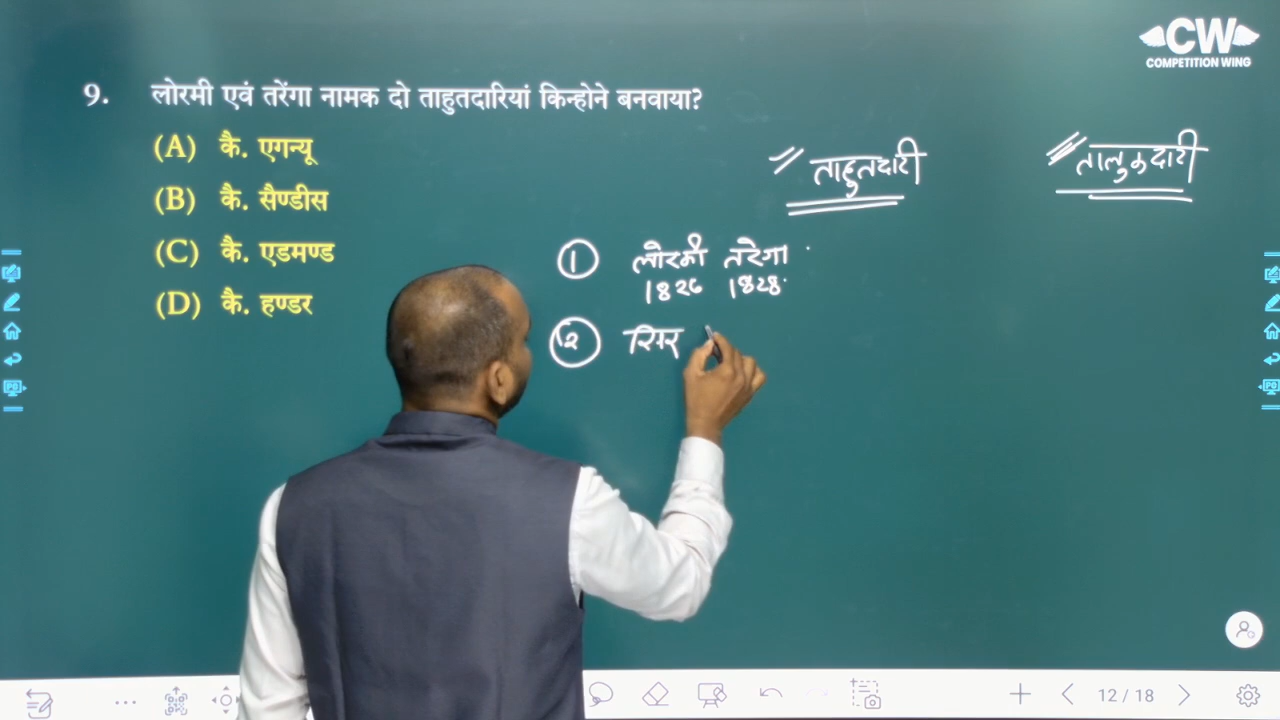 CW
COMPETITION WING
9. लोरमी एवं तरेंगा नामक दो ताहुतदारियां किन्होने बनवाया?
(A) कै. एगन्यू
(B) कै. सैण्डीस
(C) कै. एडमण्ड
(D) कै. हण्डर
ताहुतदारी
तालुकदारी
1 लोरमी तरेगा
1826 1828
2 सिर
12 / 18